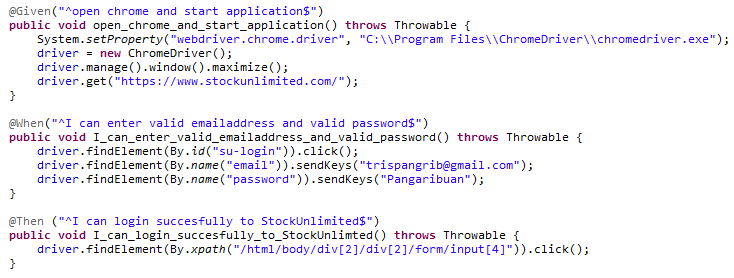 @Given("^open chrome and start application$")
public void open_chrome_and_start_application() throws Throwable {
System.setProperty("webdriver.chrome.driver", "C:\\Program Files\\ChromeDriver\\chromedriver.exe");
driver = new ChromeDriver();
driver.manage().window().maximize();
driver.get("https://www.stockunlimited.com/");
}
@When("^I can enter valid emailaddress and valid password$")
public void I_can_enter_valid_emailaddress_and_valid_password() throws Throwable {
driver.findElement(By.id("su-login")).click();
driver.findElement(By.name("email")).sendKeys("trispangrib@gmail.com");
driver.findElement(By.name("password")).sendKeys("Pangaribuan");
}
@Then ("^I can login succesfully to StockUnlimited$")
public void I_can_login_succesfully_to_StockUnlimted() throws Throwable {
driver.findElement(By.xpath("/html/body/div[2]/div[2]/form/input[4]")).click();
}